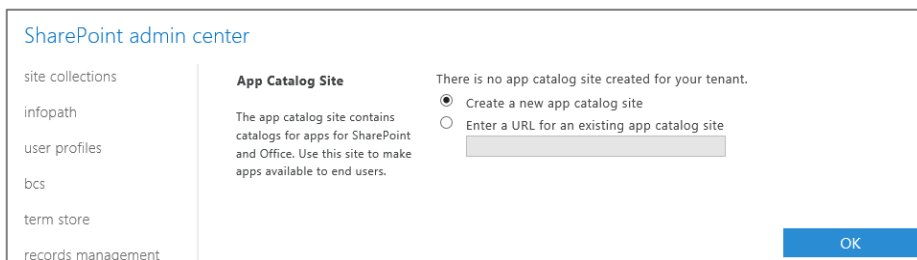 SharePoint admin center
site collections
infopath
user profiles
bcs
term store
records management
App Catalog Site
The app catalog site contains
catalogs for apps for SharePoint
and Office. Use this site to make
apps available to end users.
There is no app catalog site created for your tenant.
Create a new app catalog site
Enter a URL for an existing app catalog site
OK